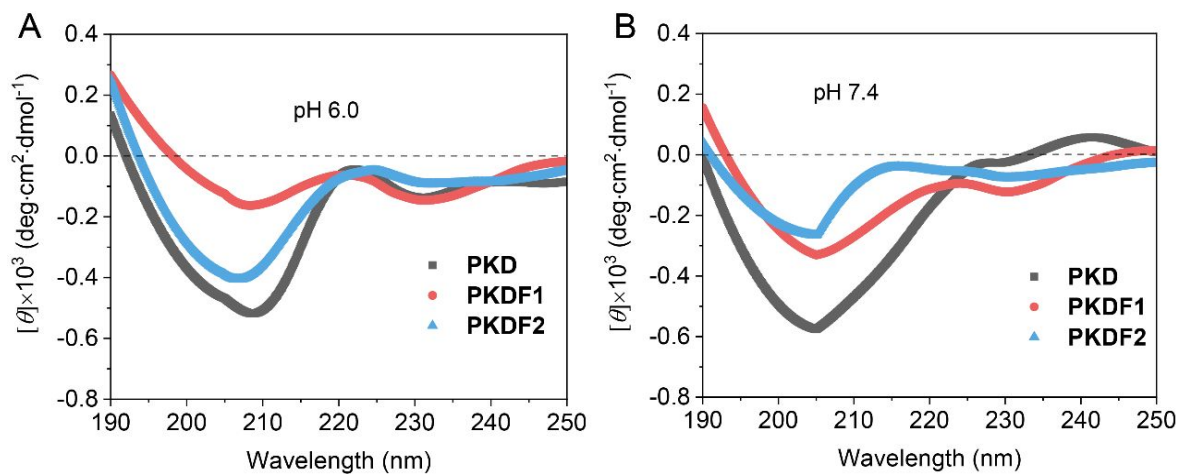 A
[θ]×10³ (deg·cm²·dmol⁻¹)
0.4
0.2
0.0
-0.2
-0.4
-0.6
-0.8
pH 6.0
PKD
PKDF1
PKDF2
190 200 210 220 230 240 250
Wavelength (nm)
B
[θ]×10³ (deg·cm²·dmol⁻¹)
0.4
0.2
0.0
-0.2
-0.4
-0.6
-0.8
pH 7.4
PKD
PKDF1
PKDF2
190 200 210 220 230 240 250
Wavelength (nm)